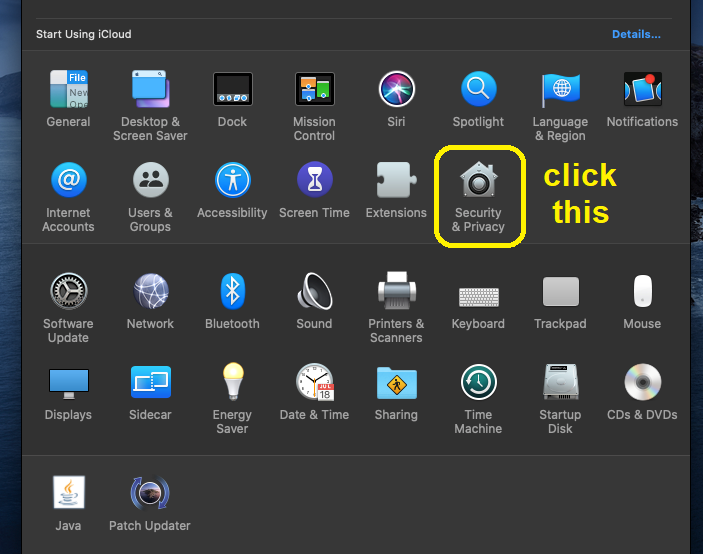 Start Using iCloud Details...
File
New
Ope
General
Desktop &
Screen Saver
Dock
Mission
Control
Siri
Spotlight
Language
& Region
Notifications
Internet
Accounts
Users &
Groups
Accessibility
Screen Time
Extensions
Security
& Privacy
click
this
Software
Update
Network
Bluetooth
Sound
Printers &
Scanners
Keyboard
Trackpad
Mouse
Displays
Sidecar
Energy
Saver
JUL
18
Date & Time
Sharing
Time
Machine
Startup
Disk
CDs & DVDs
Java
Patch Updater